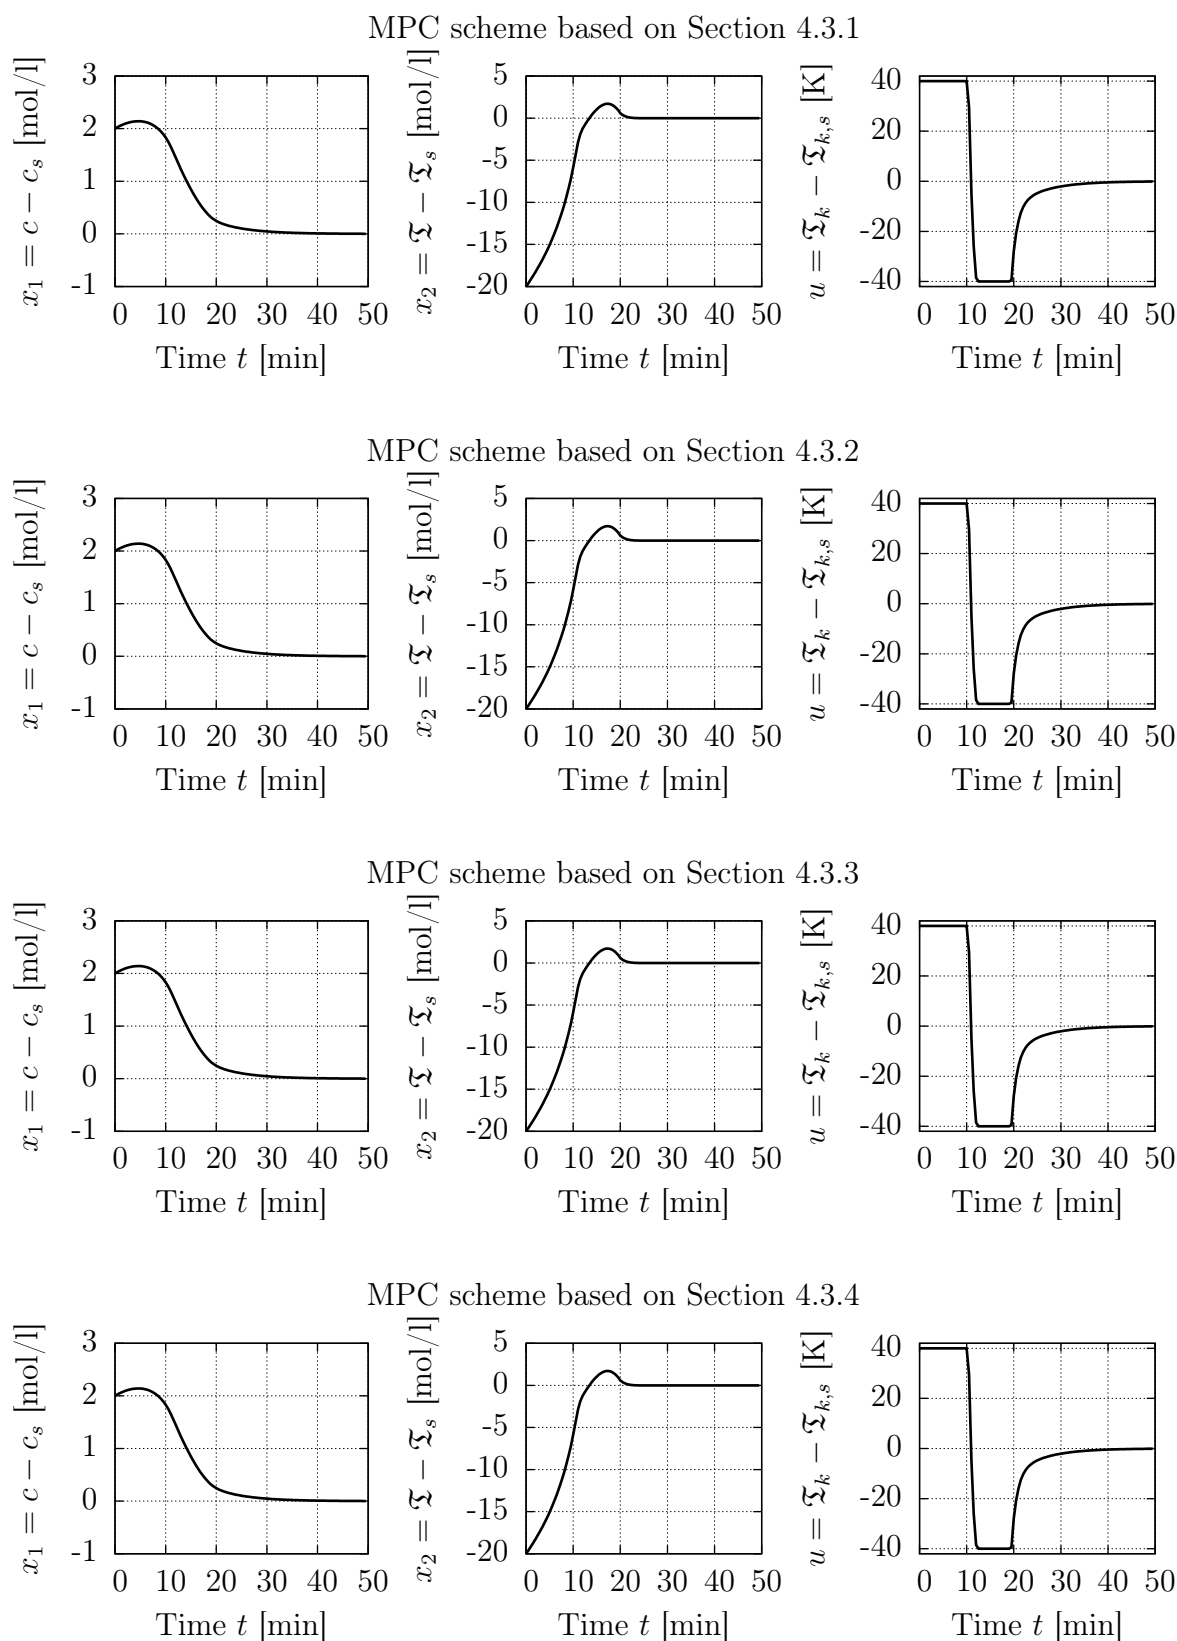 MPC scheme based on Section 4.3.1
x₁ = c − cₛ [mol/l]
3
2
1
0
-1
0 10 20 30 40 50
Time t [min]
x₂ = 𝔗 − 𝔗ₛ [mol/l]
5
0
-5
-10
-15
-20
0 10 20 30 40 50
Time t [min]
u = 𝔗ₖ − 𝔗ₖ,ₛ [K]
40
20
0
-20
-40
0 10 20 30 40 50
Time t [min]
MPC scheme based on Section 4.3.2
x₁ = c − cₛ [mol/l]
3
2
1
0
-1
0 10 20 30 40 50
Time t [min]
x₂ = 𝔗 − 𝔗ₛ [mol/l]
5
0
-5
-10
-15
-20
0 10 20 30 40 50
Time t [min]
u = 𝔗ₖ − 𝔗ₖ,ₛ [K]
40
20
0
-20
-40
0 10 20 30 40 50
Time t [min]
MPC scheme based on Section 4.3.3
x₁ = c − cₛ [mol/l]
3
2
1
0
-1
0 10 20 30 40 50
Time t [min]
x₂ = 𝔗 − 𝔗ₛ [mol/l]
5
0
-5
-10
-15
-20
0 10 20 30 40 50
Time t [min]
u = 𝔗ₖ − 𝔗ₖ,ₛ [K]
40
20
0
-20
-40
0 10 20 30 40 50
Time t [min]
MPC scheme based on Section 4.3.4
x₁ = c − cₛ [mol/l]
3
2
1
0
-1
0 10 20 30 40 50
Time t [min]
x₂ = 𝔗 − 𝔗ₛ [mol/l]
5
0
-5
-10
-15
-20
0 10 20 30 40 50
Time t [min]
u = 𝔗ₖ − 𝔗ₖ,ₛ [K]
40
20
0
-20
-40
0 10 20 30 40 50
Time t [min]